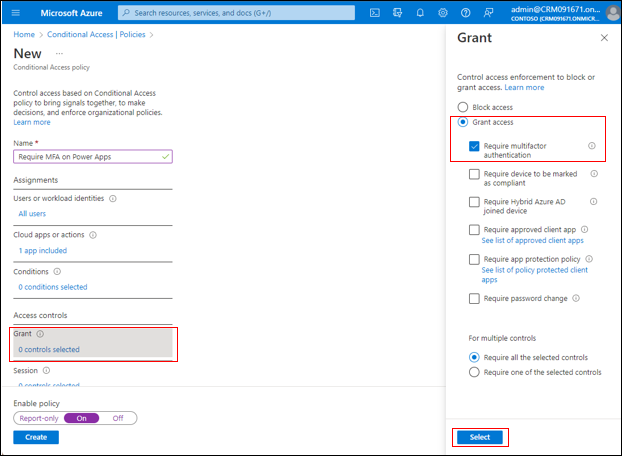 Microsoft Azure
Search resources, services, and docs (G+/)
admin@CRM091671.on...
CONTOSO (CRM091671.ONMICR...
Home > Conditional Access | Policies >
New ...
Conditional Access policy
Control access based on Conditional Access
policy to bring signals together, to make
decisions, and enforce organizational policies.
Learn more
Name *
Require MFA on Power Apps
Assignments
Users or workload identities
All users
Cloud apps or actions
1 app included
Conditions
0 conditions selected
Access controls
Grant
0 controls selected
Session
0 controls selected
Enable policy
Report-only On Off
Create
Grant
Control access enforcement to block or
grant access. Learn more
Block access
Grant access
Require multifactor
authentication
Require device to be marked
as compliant
Require Hybrid Azure AD
joined device
Require approved client app
See list of approved client apps
Require app protection policy
See list of policy protected client
apps
Require password change
For multiple controls
Require all the selected controls
Require one of the selected controls
Select